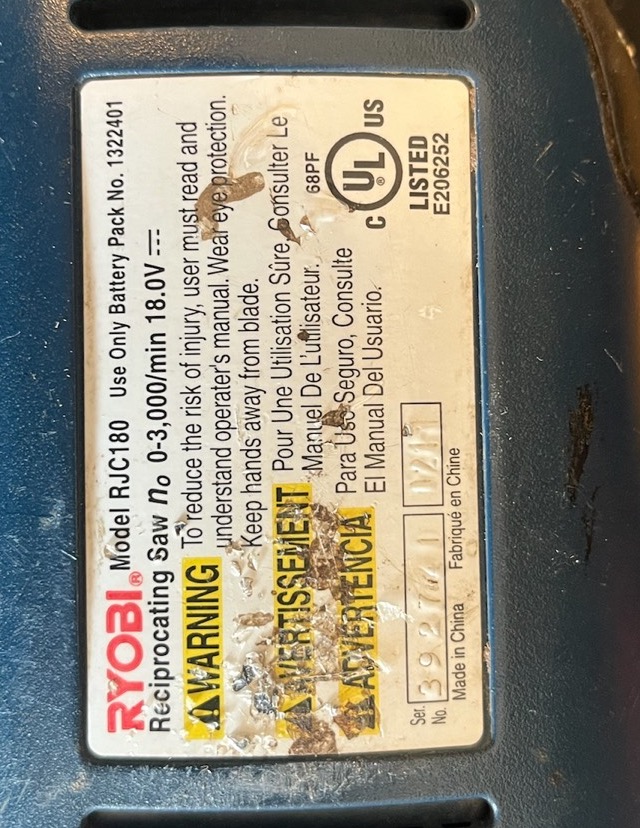 RYOBI® Model RJC180 Use Only Battery Pack No. 1322401
Reciprocating Saw no 0-3,000/min 18.0V ⎓
WARNING To reduce the risk of injury, user must read and
understand operater's manual. Wear eye protection.
Keep hands away from blade.
AVERTISSEMENT Pour Une Utilisation Sûre, Consulter Le
Manuel De L'utilisateur.
ADVERTENCIA Para Uso Seguro, Consulte
El Manual Del Usuario.
68PF
C UL® US
LISTED
E206252
Ser.
No.
Made in China Fabriqué en Chine